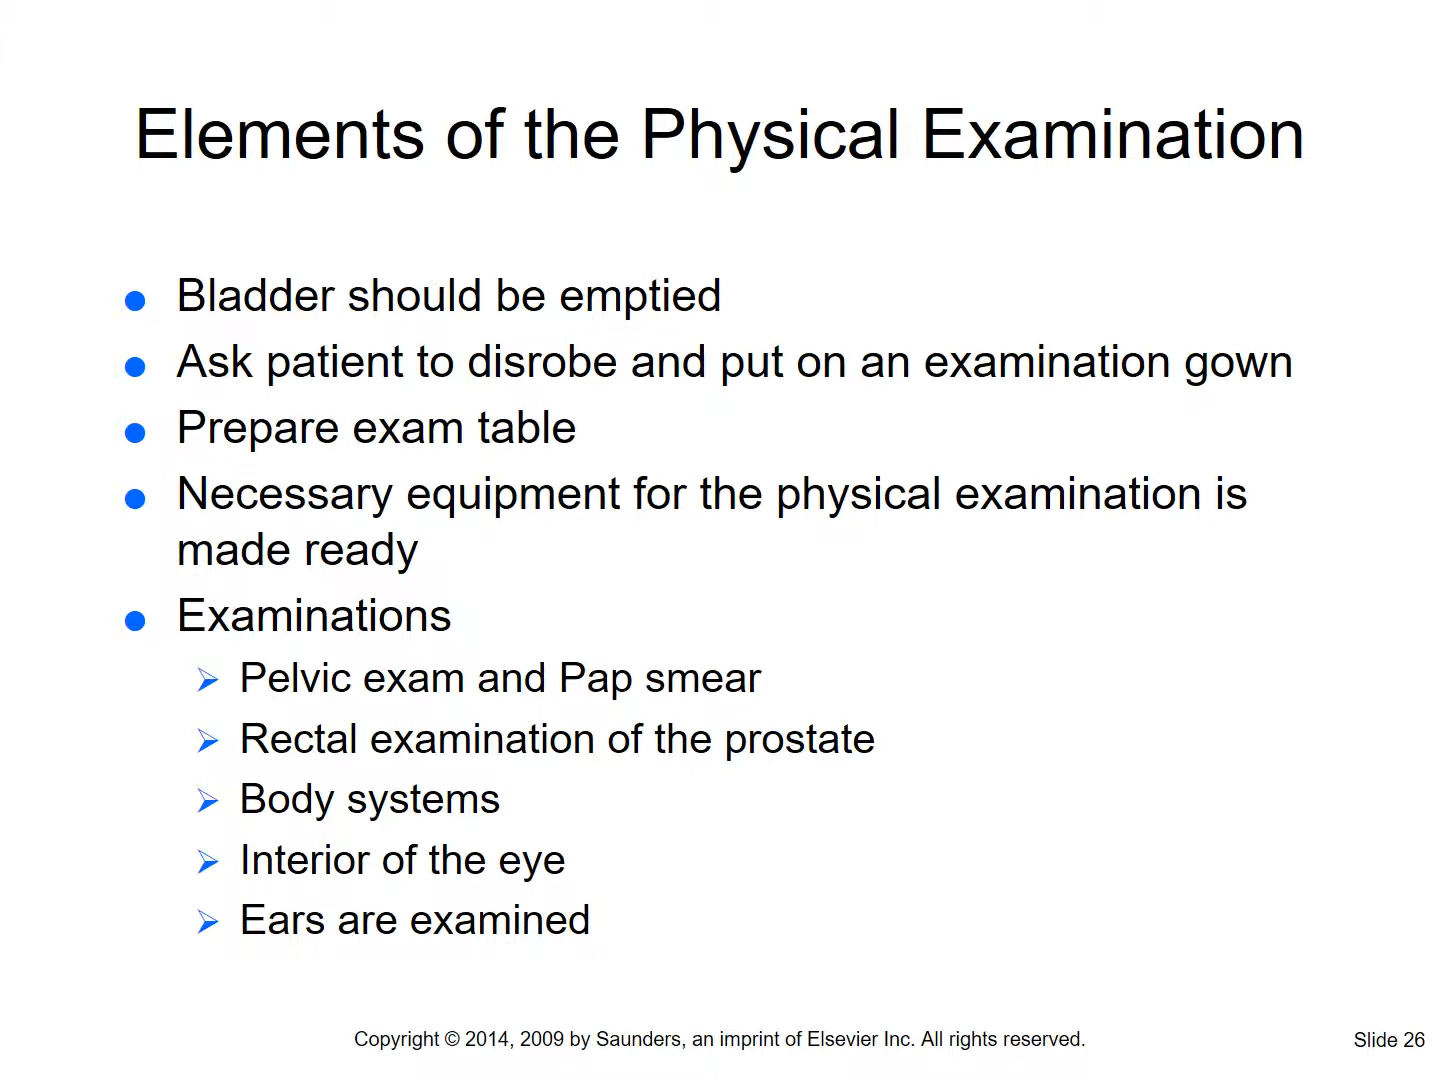 Elements of the Physical Examination
● Bladder should be emptied
● Ask patient to disrobe and put on an examination gown
● Prepare exam table
● Necessary equipment for the physical examination is
made ready
● Examinations
➢ Pelvic exam and Pap smear
➢ Rectal examination of the prostate
➢ Body systems
➢ Interior of the eye
➢ Ears are examined
Copyright © 2014, 2009 by Saunders, an imprint of Elsevier Inc. All rights reserved.
Slide 26